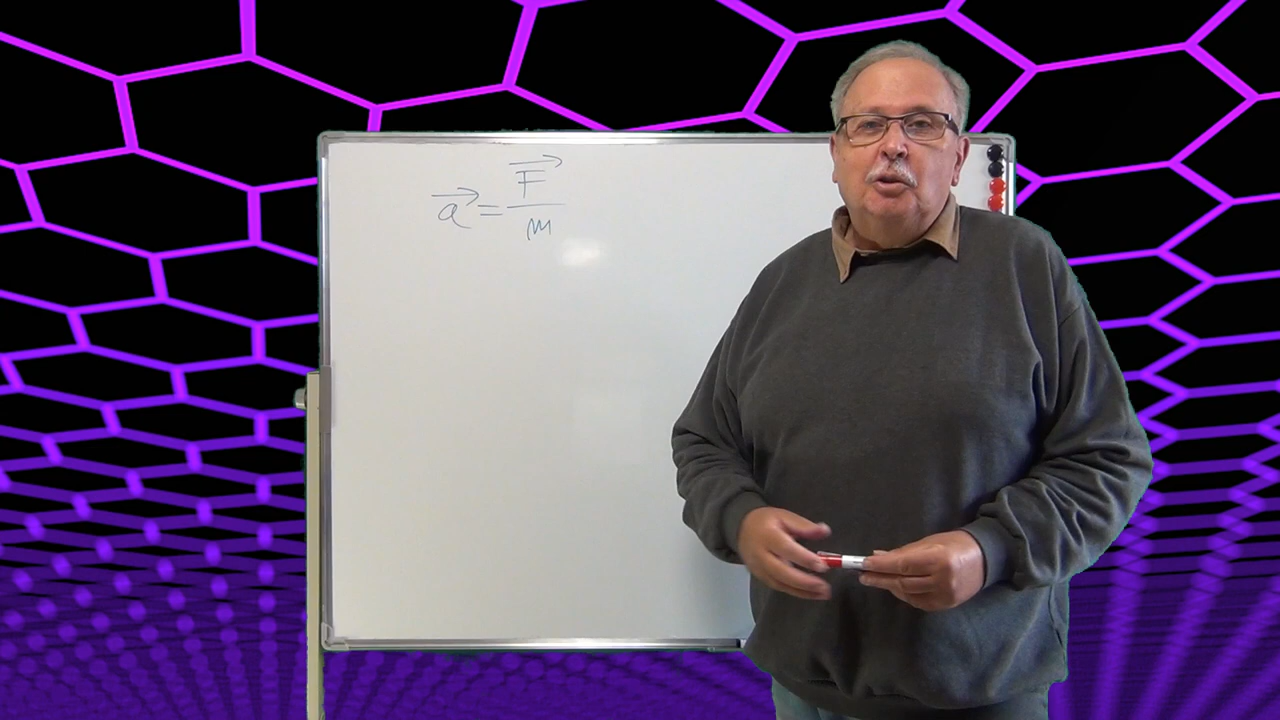 a⃗ = F⃗ / m